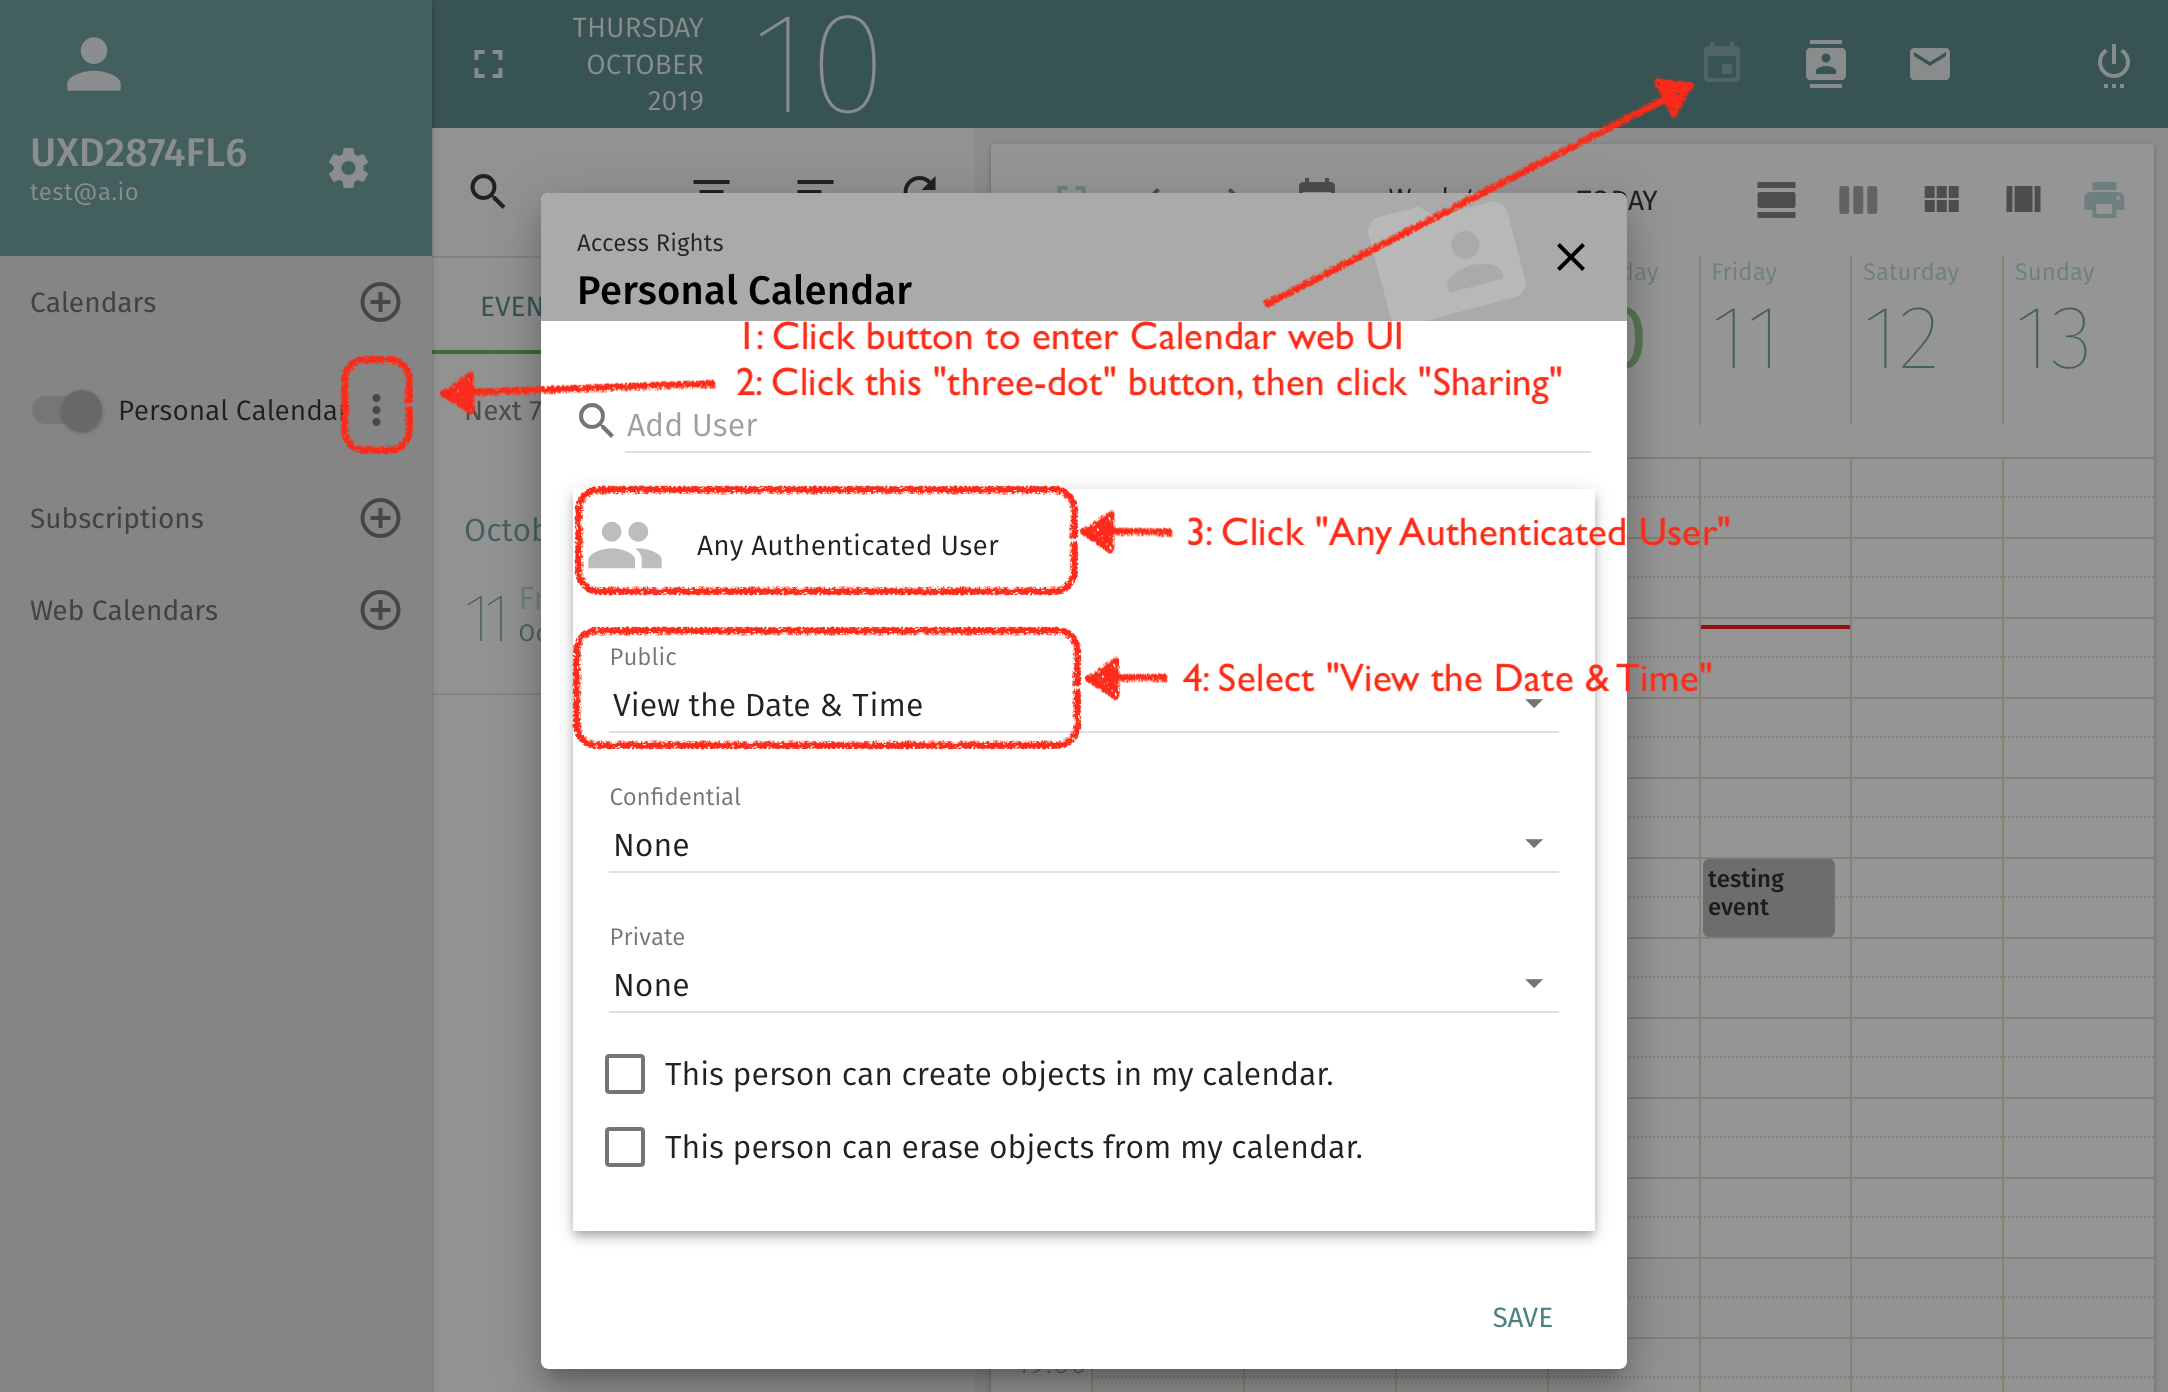 UXD2874FL6
test@a.io
THURSDAY
OCTOBER
2019
10
Calendars
Personal Calendar
Subscriptions
Web Calendars
EVEN
Next 7
Octob
11 Fr
Oc
Week
TODAY
day
Friday
11
Saturday
12
Sunday
13
testing
event
Access Rights
Personal Calendar
1: Click button to enter Calendar web UI
2: Click this "three-dot" button, then click "Sharing"
Add User
Any Authenticated User
3: Click "Any Authenticated User"
Public
View the Date & Time
4: Select "View the Date & Time"
Confidential
None
Private
None
This person can create objects in my calendar.
This person can erase objects from my calendar.
SAVE